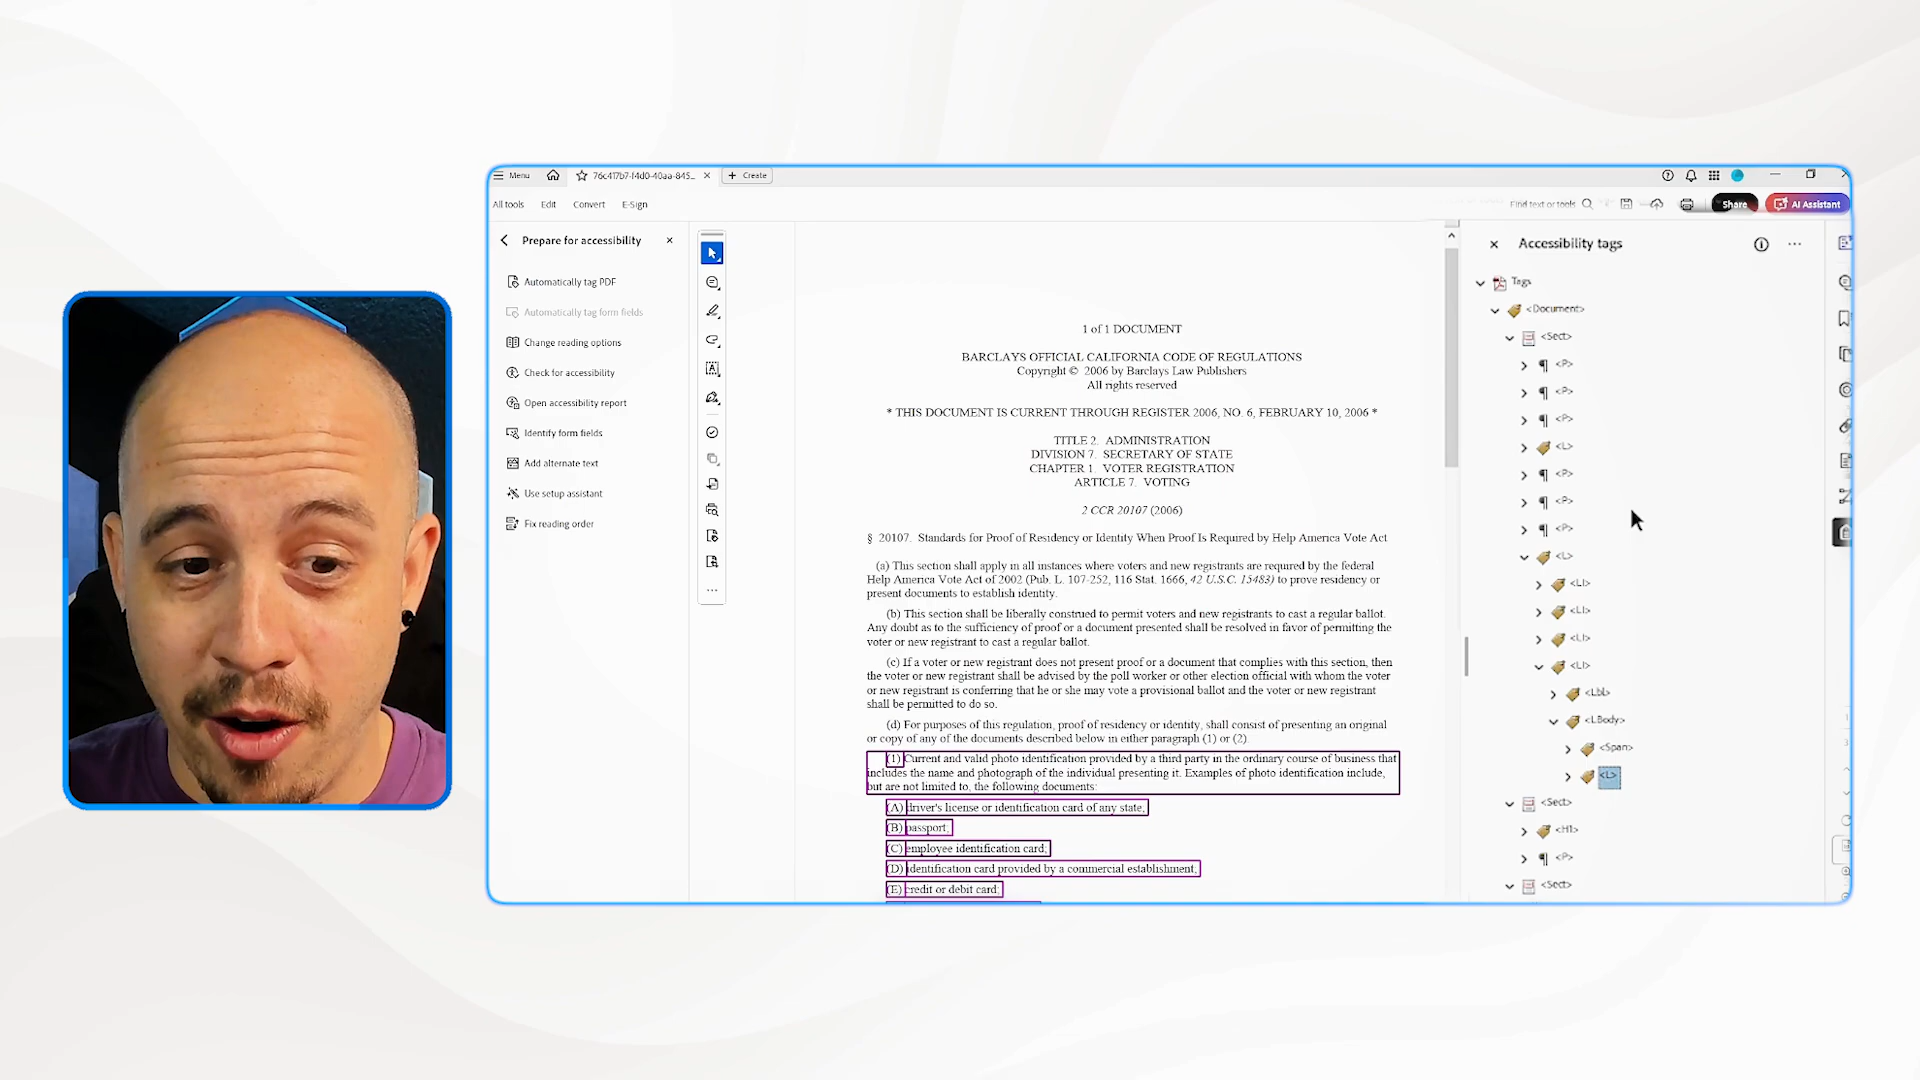 Menu
76c417b7-f4d0-40aa-845...
Create
All tools
Edit
Convert
E-Sign
Find text or tools
Share
AI Assistant
Prepare for accessibility
Automatically tag PDF
Automatically tag form fields
Change reading options
Check for accessibility
Open accessibility report
Identify form fields
Add alternate text
Use setup assistant
Fix reading order
1 of 1 DOCUMENT
BARCLAYS OFFICIAL CALIFORNIA CODE OF REGULATIONS
Copyright © 2006 by Barclays Law Publishers
All rights reserved
* THIS DOCUMENT IS CURRENT THROUGH REGISTER 2006, NO. 6, FEBRUARY 10, 2006 *
TITLE 2. ADMINISTRATION
DIVISION 7. SECRETARY OF STATE
CHAPTER 1. VOTER REGISTRATION
ARTICLE 7. VOTING
2 CCR 20107 (2006)
§ 20107. Standards for Proof of Residency or Identity When Proof Is Required by Help America Vote Act
(a) This section shall apply in all instances where voters and new registrants are required by the federal
Help America Vote Act of 2002 (Pub. L. 107-252, 116 Stat. 1666, 42 U.S.C. 15483) to prove residency or
present documents to establish identity.
(b) This section shall be liberally construed to permit voters and new registrants to cast a regular ballot.
Any doubt as to the sufficiency of proof or a document presented shall be resolved in favor of permitting the
voter or new registrant to cast a regular ballot.
(c) If a voter or new registrant does not present proof or a document that complies with this section, then
the voter or new registrant shall be advised by the poll worker or other election official with whom the voter
or new registrant is conferring that he or she may vote a provisional ballot and the voter or new registrant
shall be permitted to do so.
(d) For purposes of this regulation, proof of residency or identity, shall consist of presenting an original
or copy of any of the documents described below in either paragraph (1) or (2).
(1) Current and valid photo identification provided by a third party in the ordinary course of business that
includes the name and photograph of the individual presenting it. Examples of photo identification include,
but are not limited to, the following documents:
(A) driver's license or identification card of any state;
(B) passport;
(C) employee identification card;
(D) identification card provided by a commercial establishment;
(E) credit or debit card;
Accessibility tags
Tags
<Document>
<Sect>
<P>
<P>
<P>
<L>
<P>
<P>
<P>
<L>
<LI>
<LI>
<LI>
<LI>
<Lbl>
<LBody>
<Span>
<L>
<Sect>
<H1>
<P>
<Sect>